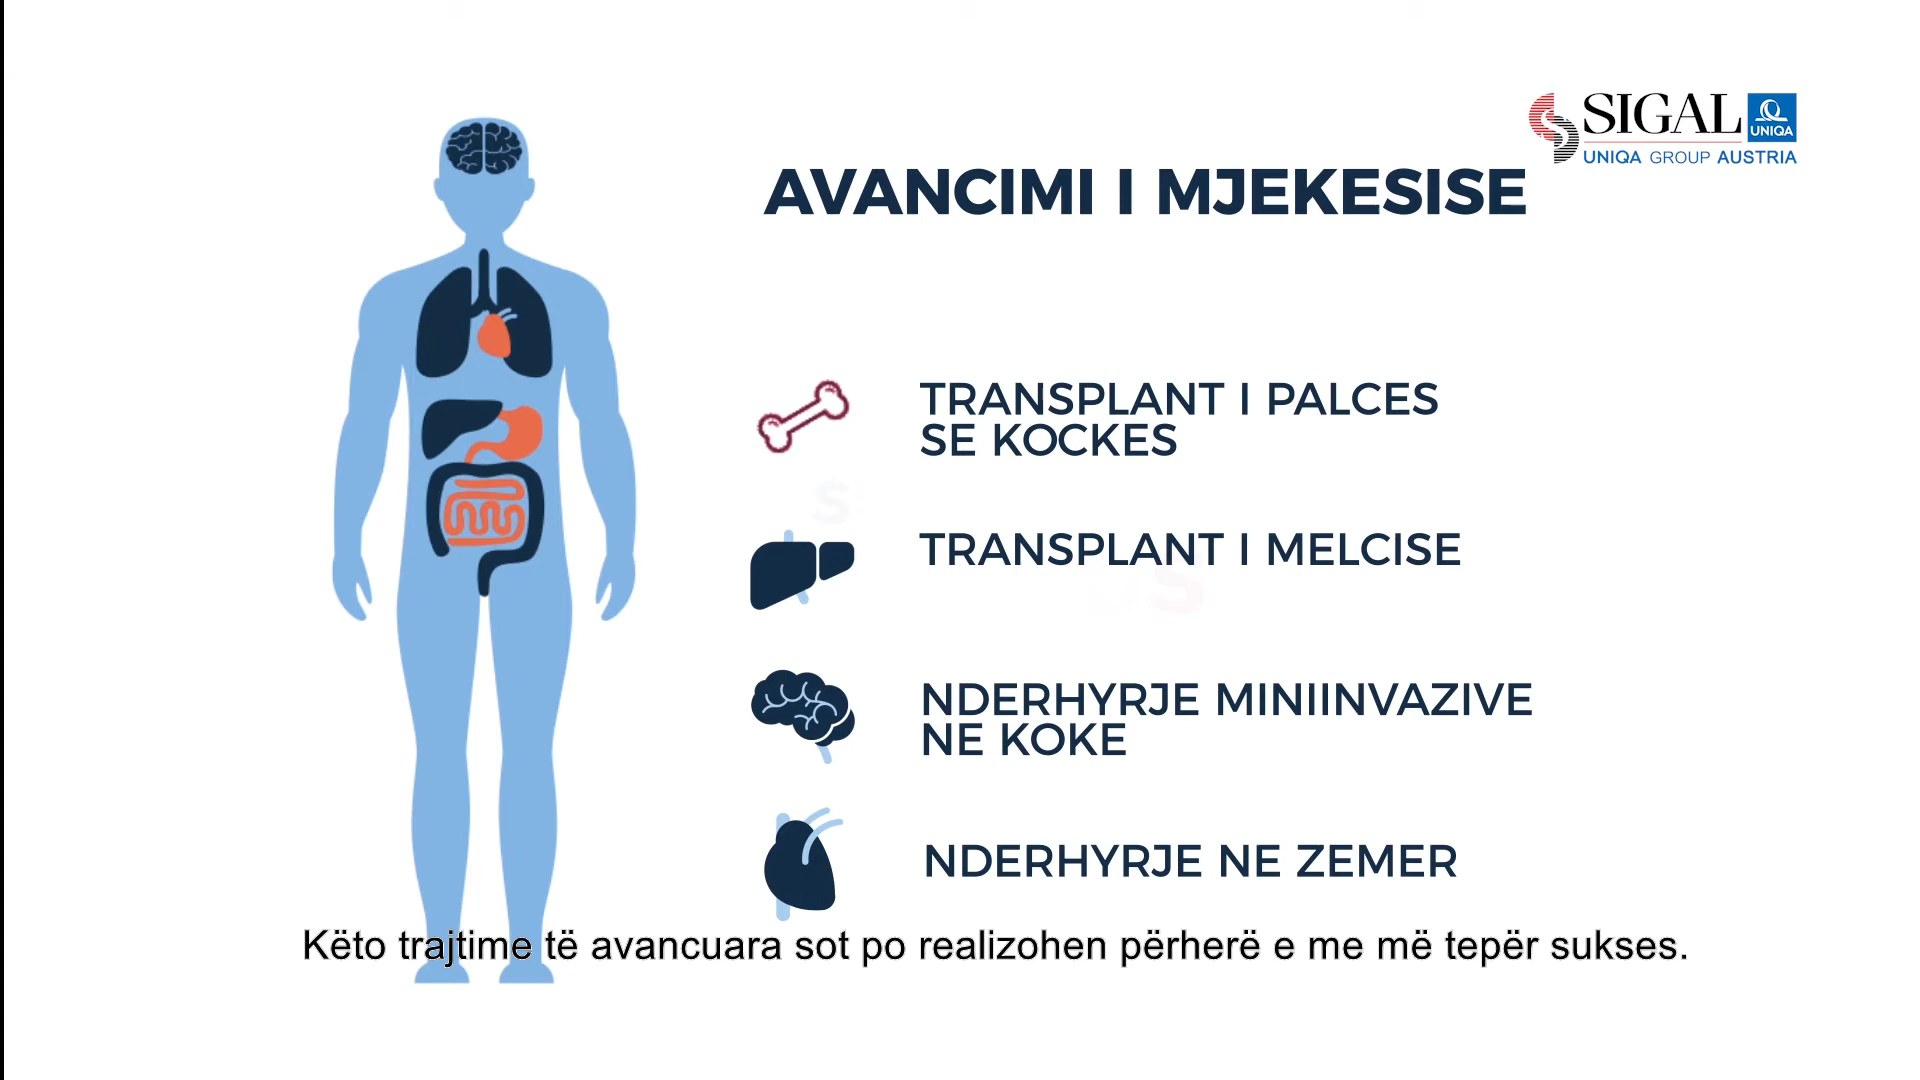 SIGAL
UNIQA
UNIQA GROUP AUSTRIA
AVANCIMI I MJEKESISE
TRANSPLANT I PALCES
SE KOCKES
TRANSPLANT I MELCISE
NDERHYRJE MINIINVAZIVE
NE KOKE
NDERHYRJE NE ZEMER
Këto trajtime të avancuara sot po realizohen përherë e me më tepër sukses.